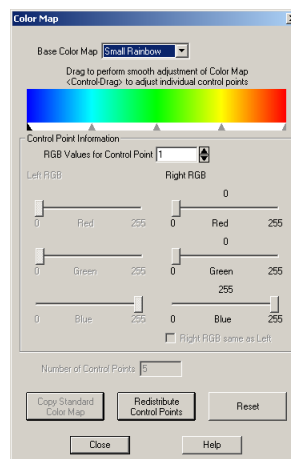 Color Map
Base Color Map Small Rainbow
Drag to perform smooth adjustment of Color Map
<Control-Drag> to adjust individual control points
Control Point Information
RGB Values for Control Point 1
Left RGB Right RGB
0
0 Red 255 0 Red 255
0
0 Green 255 0 Green 255
255
0 Blue 255 0 Blue 255
Right RGB same as Left
Number of Control Points 5
Copy Standard Color Map
Redistribute Control Points
Reset
Close Help